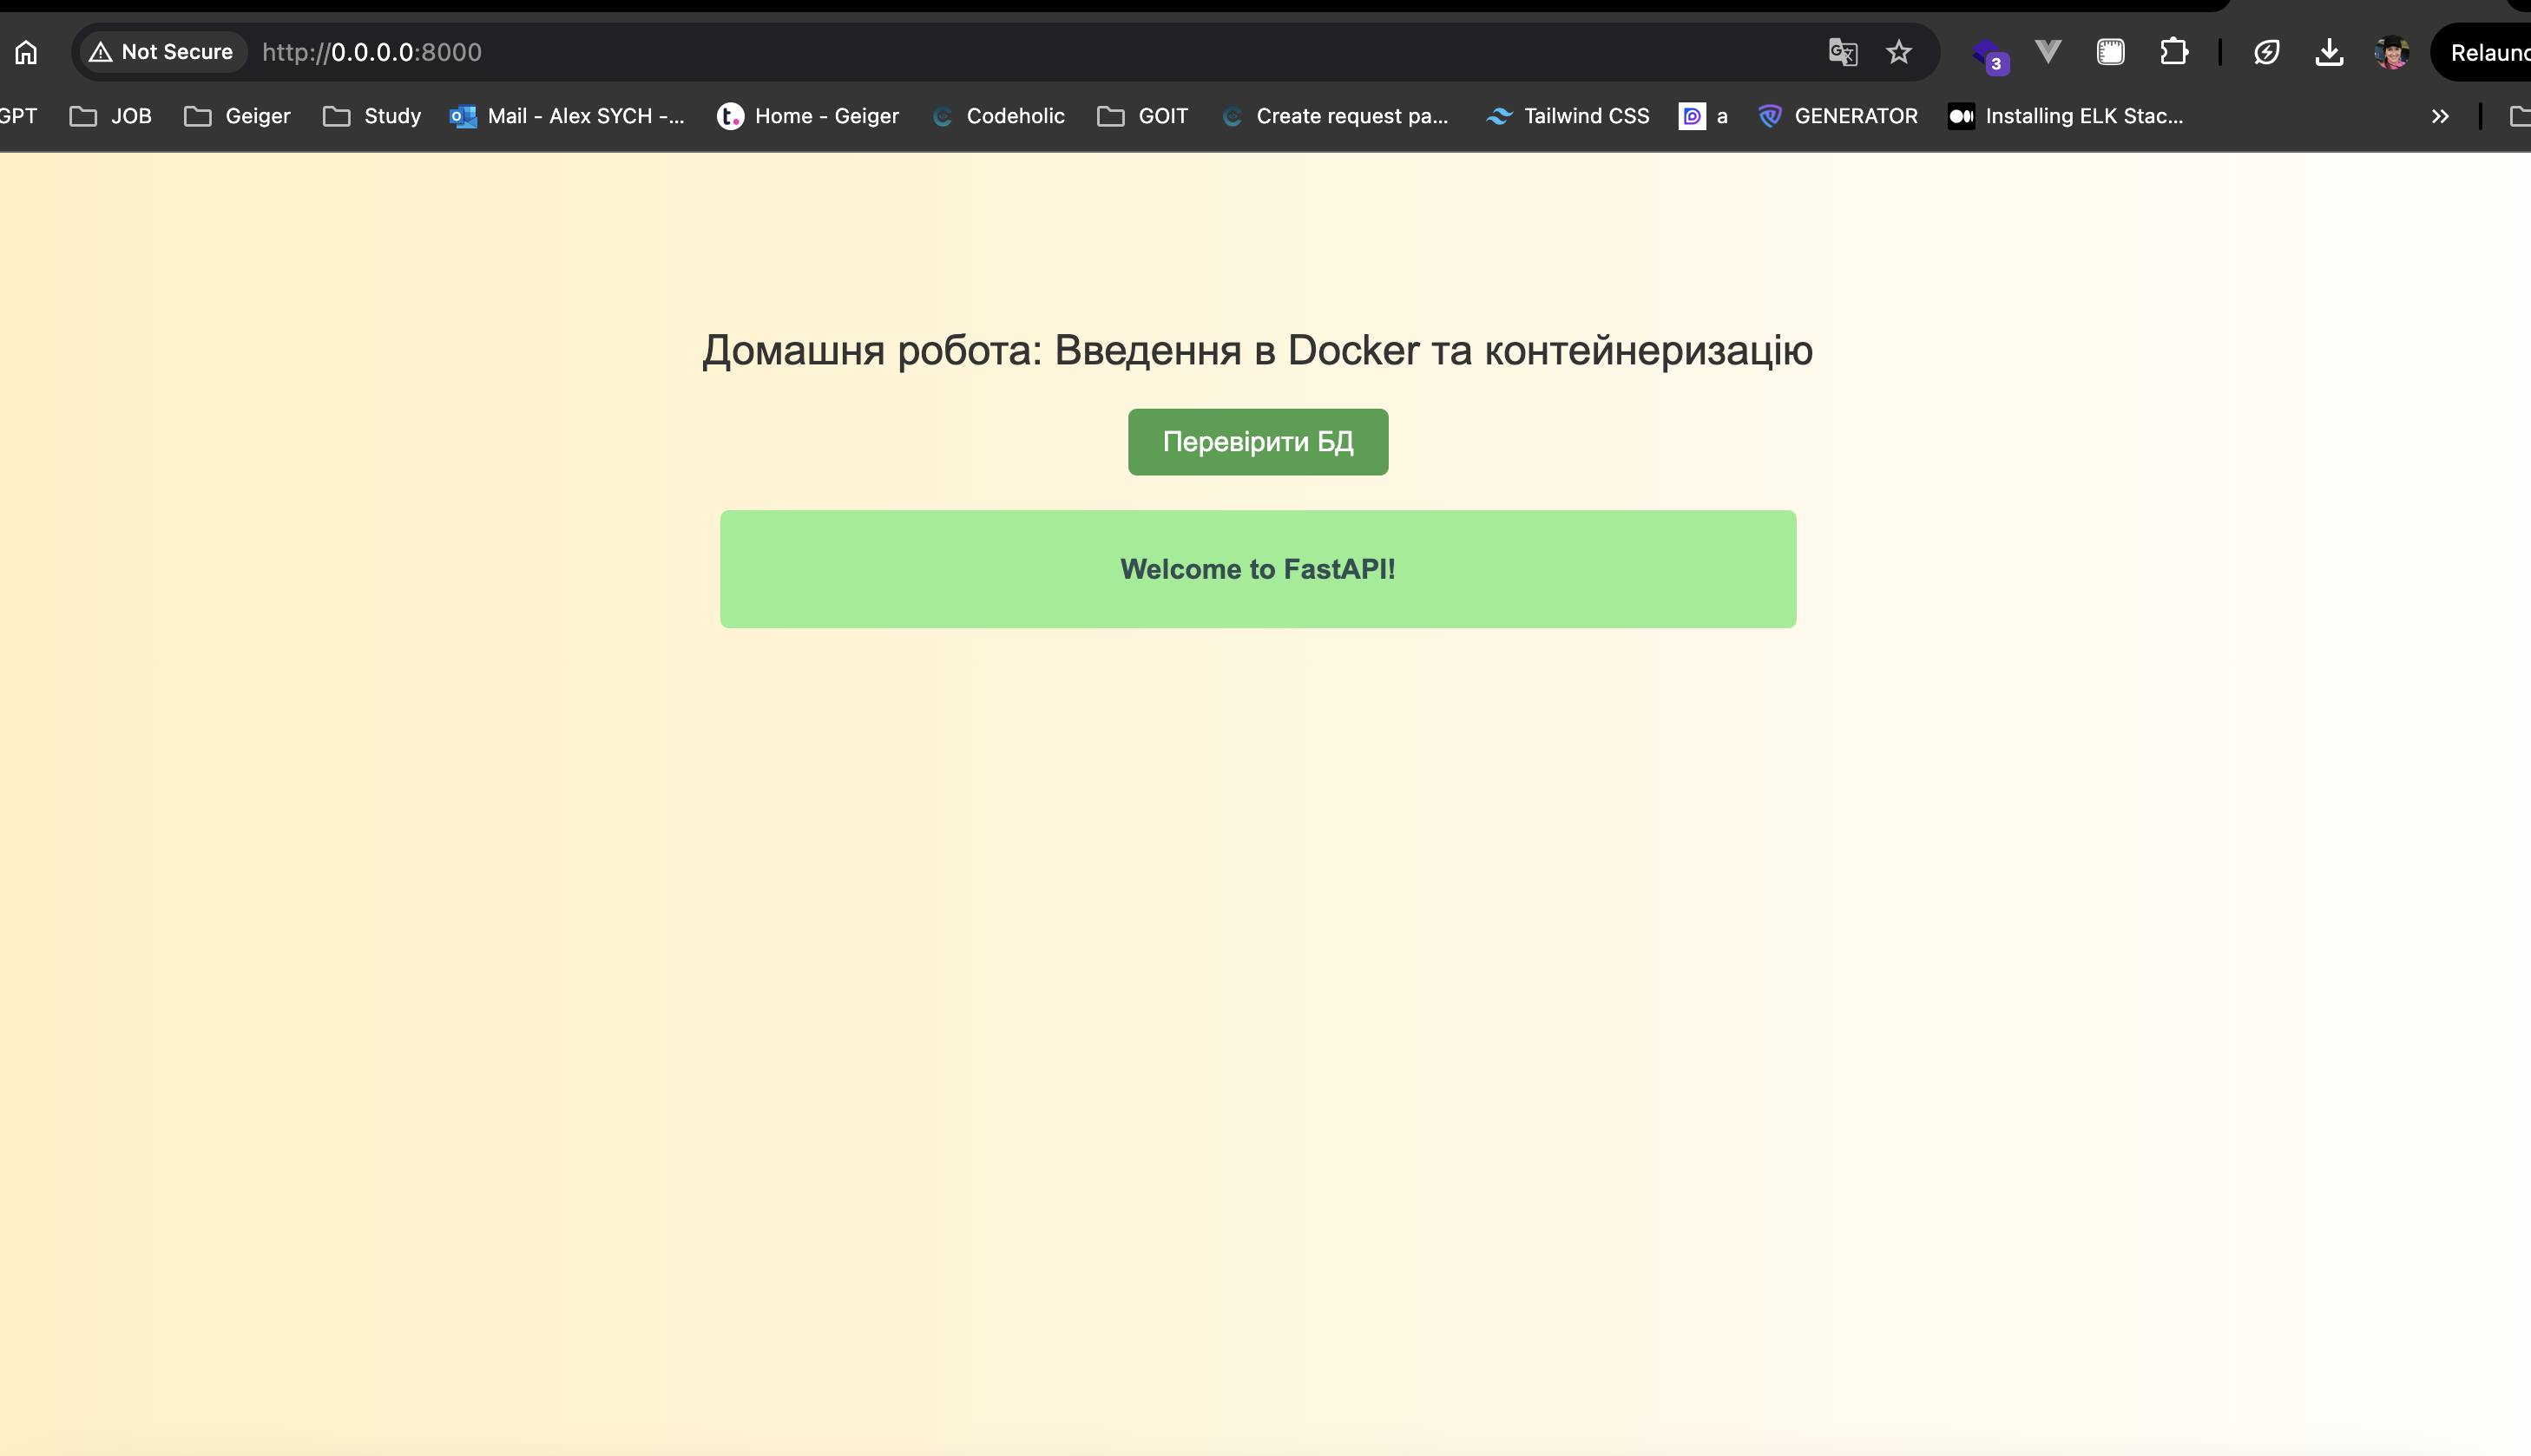 Not Secure http://0.0.0.0:8000 3 Relaunc
GPT JOB Geiger Study Mail - Alex SYCH -... t. Home - Geiger Codeholic GOIT Create request pa... Tailwind CSS a GENERATOR Installing ELK Stac...
Домашня робота: Введення в Docker та контейнеризацію
Перевірити БД
Welcome to FastAPI!